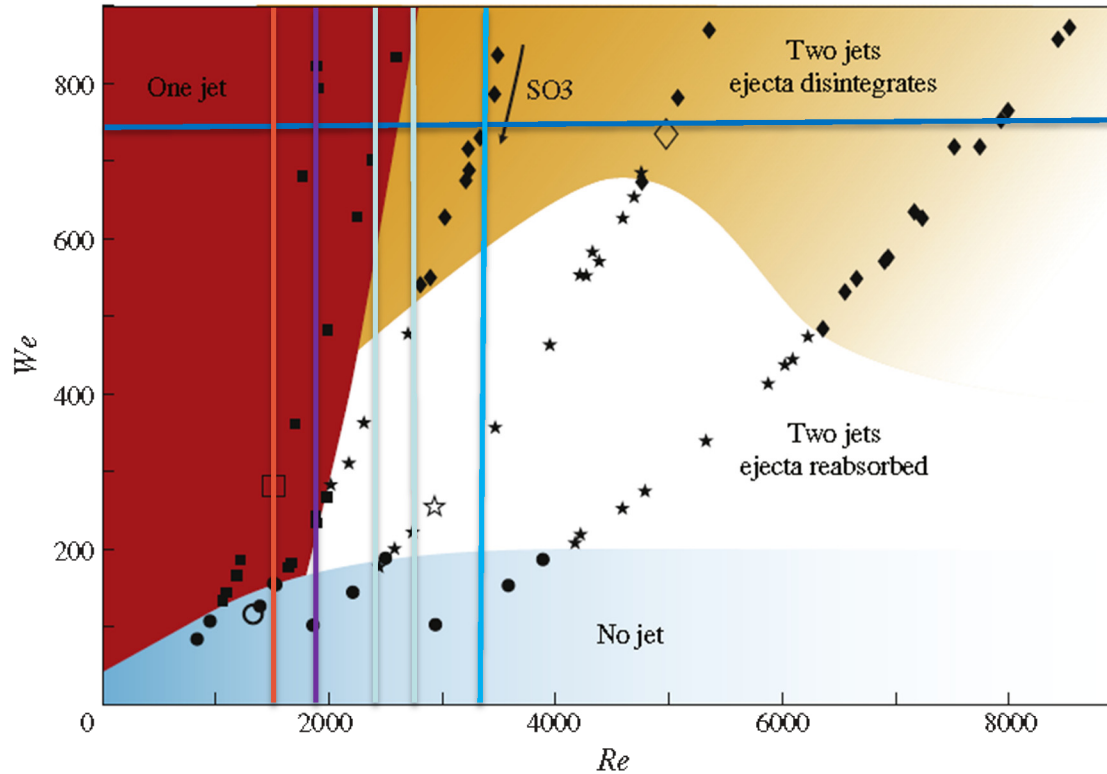 800
600
We
400
200
0
2000
4000
6000
8000
Re
One jet
SO3
Two jets
ejecta disintegrates
Two jets
ejecta reabsorbed
No jet